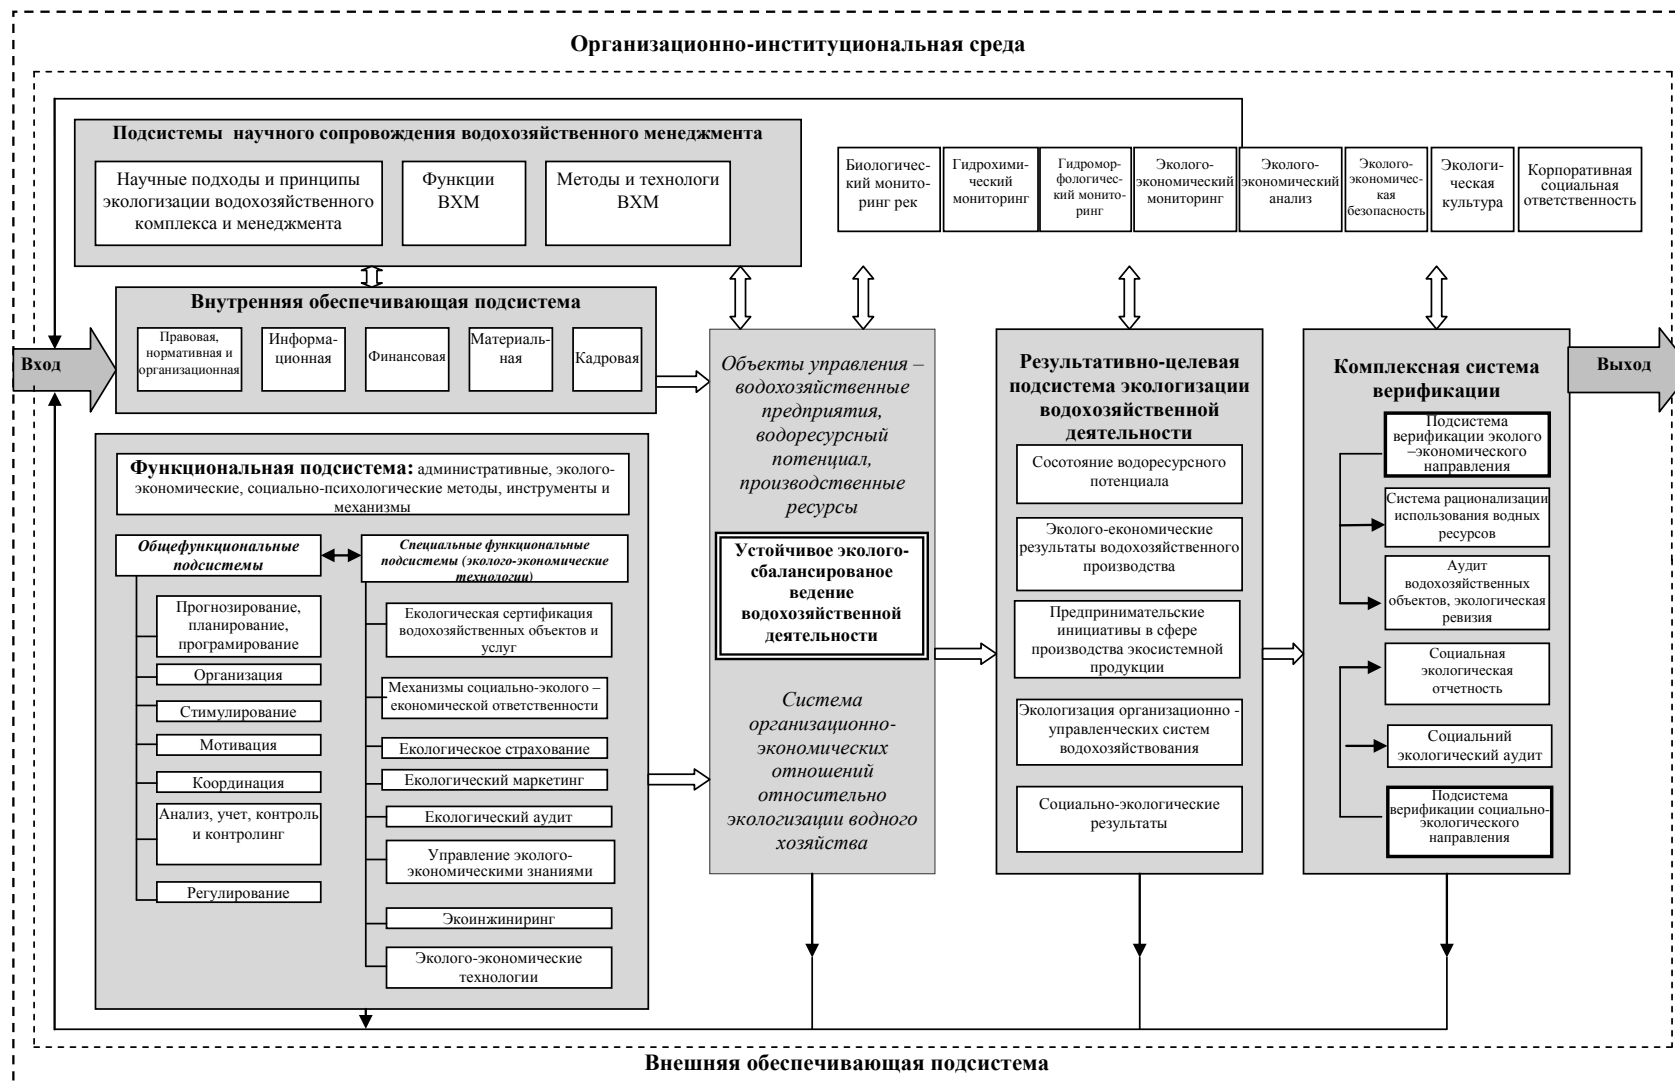 Организационно-институциональная среда
Подсистемы научного сопровождения водохозяйственного менеджмента
Научные подходы и принципы
экологизации водохозяйственного
комплекса и менеджмента
Функции
ВХМ
Методы и технологи
ВХМ
Биологичес-
кий монито-
ринг рек
Гидрохими-
ческий
мониторинг
Гидромор-
фологичес-
кий монито-
ринг
Эколого-
экономический
мониторинг
Эколого-
экономический
анализ
Эколого-
экономичес-
кая
безопасность
Экологи-
ческая
культура
Корпоративная
социальная
ответственность
Внутренняя обеспечивающая подсистема
Правовая,
нормативная и
организационная
Информа-
ционная
Финансовая
Материаль-
ная
Кадровая
Вход
Функциональная подсистема: административные, эколого-
экономические, социально-психологические методы, инструменты и
механизмы
Общефункциональные
подсистемы
Специальные функциональные
подсистемы (эколого-экономические
технологии)
Прогнозирование,
планирование,
програмирование
Организация
Стимулирование
Мотивация
Координация
Анализ, учет, контроль
и контролинг
Регулирование
Екологическая сертификация
водохозяйственных объектов и
услуг
Механизмы социально-эколого –
економической ответственности
Екологическое страхование
Екологический маркетинг
Екологический аудит
Управление эколого-
экономическими знаниями
Экоинжиниринг
Эколого-экономические
технологии
Объекты управления –
водохозяйственные
предприятия,
водоресурсный
потенциал,
производственные
ресурсы
Устойчивое эколого-
сбалансированое
ведение
водохозяйственной
деятельности
Система
организационно-
экономических
отношений
относительно
экологизации водного
хозяйства
Результативно-целевая
подсистема экологизации
водохозяйственной
деятельности
Сосотояние водоресурсного
потенциала
Эколого-економические
результаты водохозяйственного
производства
Предпринимательские
инициативы в сфере
производства экосистемной
продукции
Экологизация организационно -
управленческих систем
водохозяйствования
Социально-экологические
результаты
Комплексная система
верификации
Подсистема
верификации эколого
–экономического
направления
Система рационализации
использования водных
ресурсов
Аудит
водохозяйственных
объектов, экологическая
ревизия
Социальная
экологическая
отчетность
Социальний
экологический аудит
Подсистема
верификации социально-
экологического
направления
Выход
Внешняя обеспечивающая подсистема